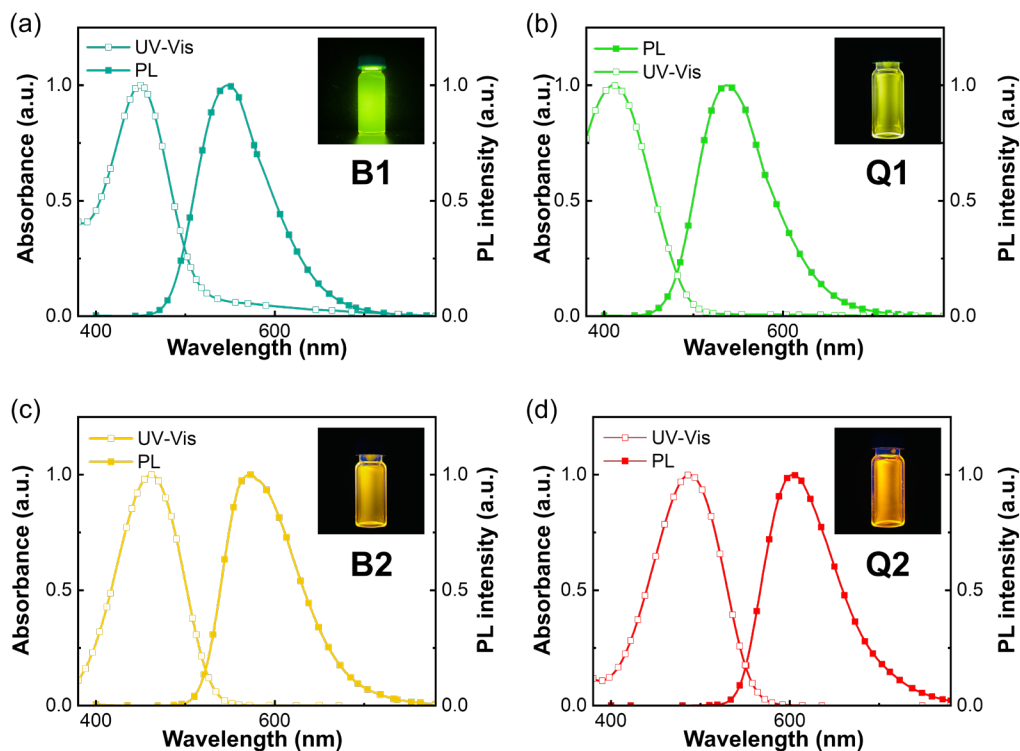 (a)
UV-Vis
PL
B1
Absorbance (a.u.)
1.0
0.5
0.0
400
600
Wavelength (nm)
1.0
0.5
0.0
PL intensity (a.u.)
(b)
PL
UV-Vis
Q1
Absorbance (a.u.)
1.0
0.5
0.0
400
600
Wavelength (nm)
1.0
0.5
0.0
PL intensity (a.u.)
(c)
UV-Vis
PL
B2
Absorbance (a.u.)
1.0
0.5
0.0
400
600
Wavelength (nm)
1.0
0.5
0.0
PL intensity (a.u.)
(d)
UV-Vis
PL
Q2
Absorbance (a.u.)
1.0
0.5
0.0
400
600
Wavelength (nm)
1.0
0.5
0.0
PL intensity (a.u.)